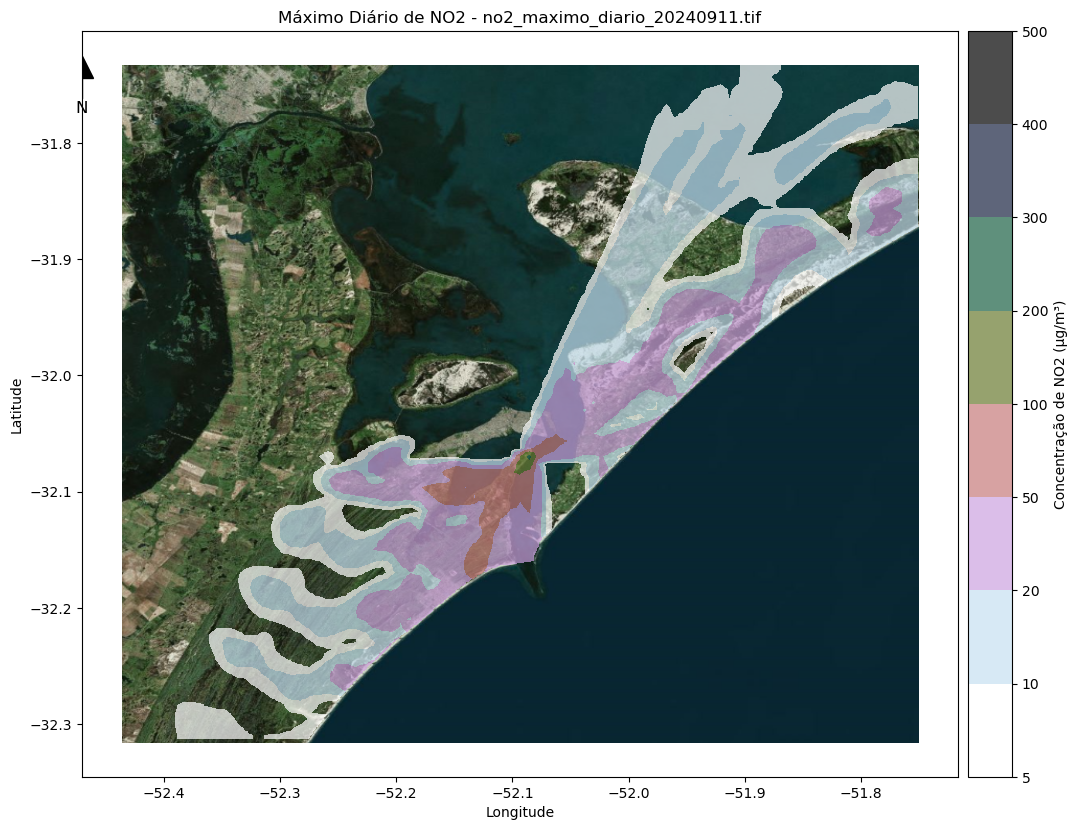 Máximo Diário de NO2 - no2_maximo_diario_20240911.tif
N
−31.8
−31.9
−32.0
−32.1
−32.2
−32.3
Latitude
−52.4 −52.3 −52.2 −52.1 −52.0 −51.9 −51.8
Longitude
500
400
300
200
100
50
20
10
5
Concentração de NO2 (µg/m³)